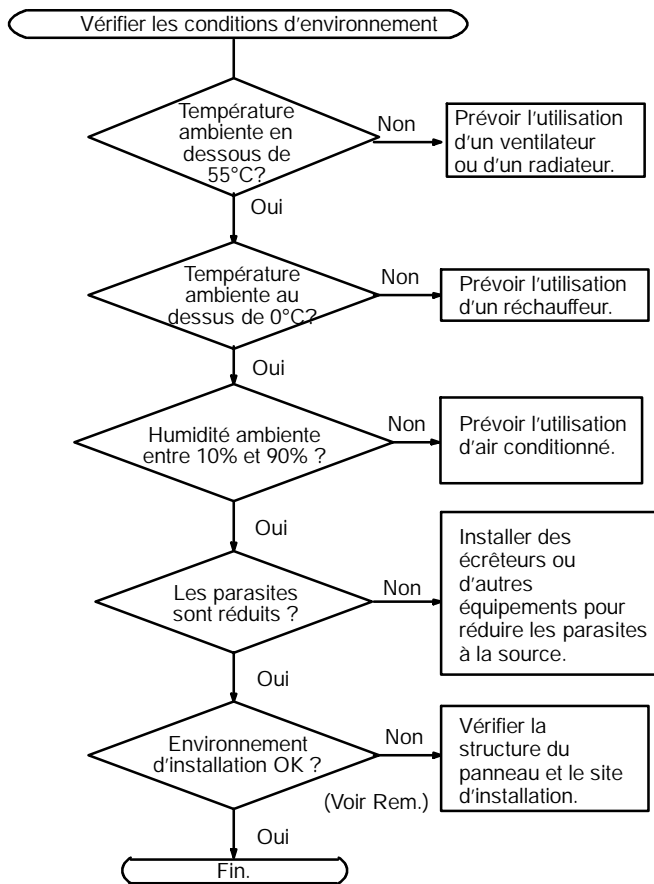 Vérifier les conditions d'environnement
Température
ambiente en
dessous de
55°C?
Non
Prévoir l'utilisation
d'un ventilateur
ou d'un radiateur.
Oui
Température
ambiente au
dessus de 0°C?
Non
Prévoir l'utilisation
d'un réchauffeur.
Oui
Humidité ambiente
entre 10% et 90% ?
Non
Prévoir l'utilisation
d'air conditionné.
Oui
Les parasites
sont réduits ?
Non
Installer des
écrêteurs ou
d'autres
équipements pour
réduire les parasites
à la source.
Oui
Environnement
d'installation OK ?
Non
(Voir Rem.)
Vérifier la
structure du
panneau et le site
d'installation.
Oui
Fin.